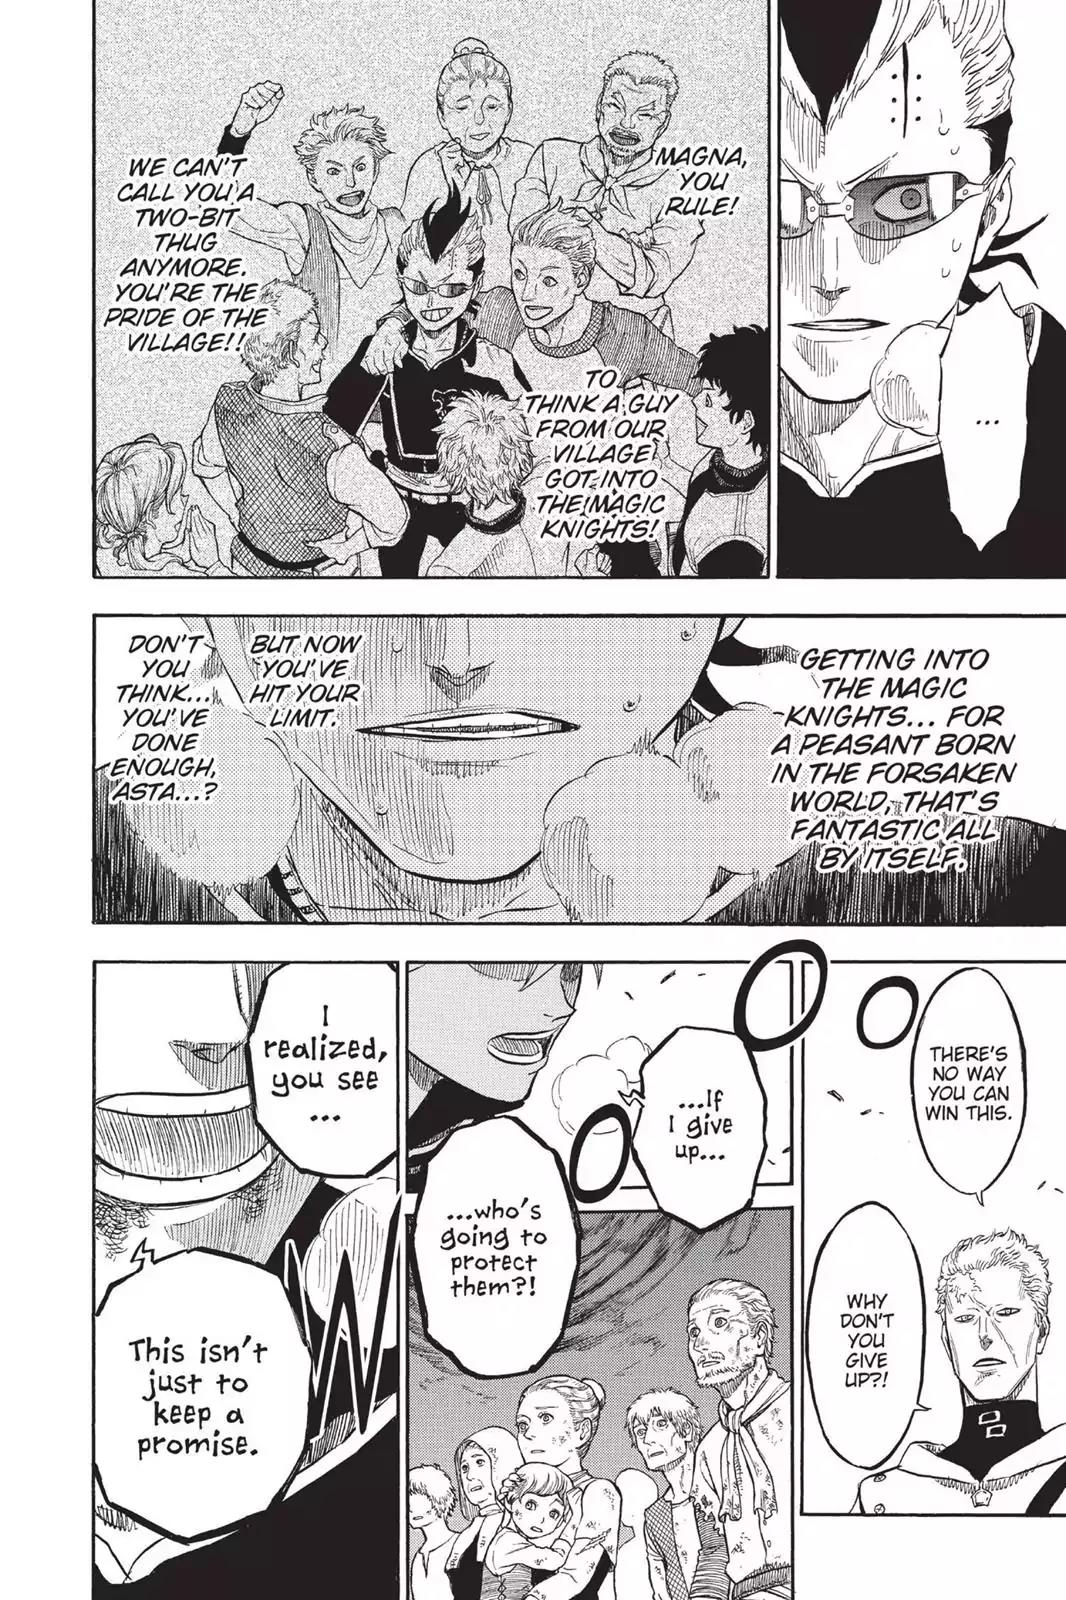 ...
MAGNA,
YOU
RULE!
TO
THINK A GUY
FROM OUR
VILLAGE
GOT INTO
THE MAGIC
KNIGHTS!
WE CAN'T
CALL YOU A
TWO-BIT
THUG
ANYMORE.
YOU'RE THE
PRIDE OF THE
VILLAGE!!
GETTING INTO
THE MAGIC
KNIGHTS... FOR
A PEASANT BORN
IN THE FORSAKEN
WORLD, THAT'S
FANTASTIC ALL
BY ITSELF.
BUT NOW
YOU'VE
HIT YOUR
LIMIT.
DON'T
YOU
THINK...
YOU'VE
DONE
ENOUGH,
ASTA...?
THERE'S
NO WAY
YOU CAN
WIN THIS.
WHY
DON'T
YOU
GIVE
UP?!
...If
I give
up...
...who's
going to
protect
them?!
I
realized,
you see
...
This isn't
just to
keep a
promise.